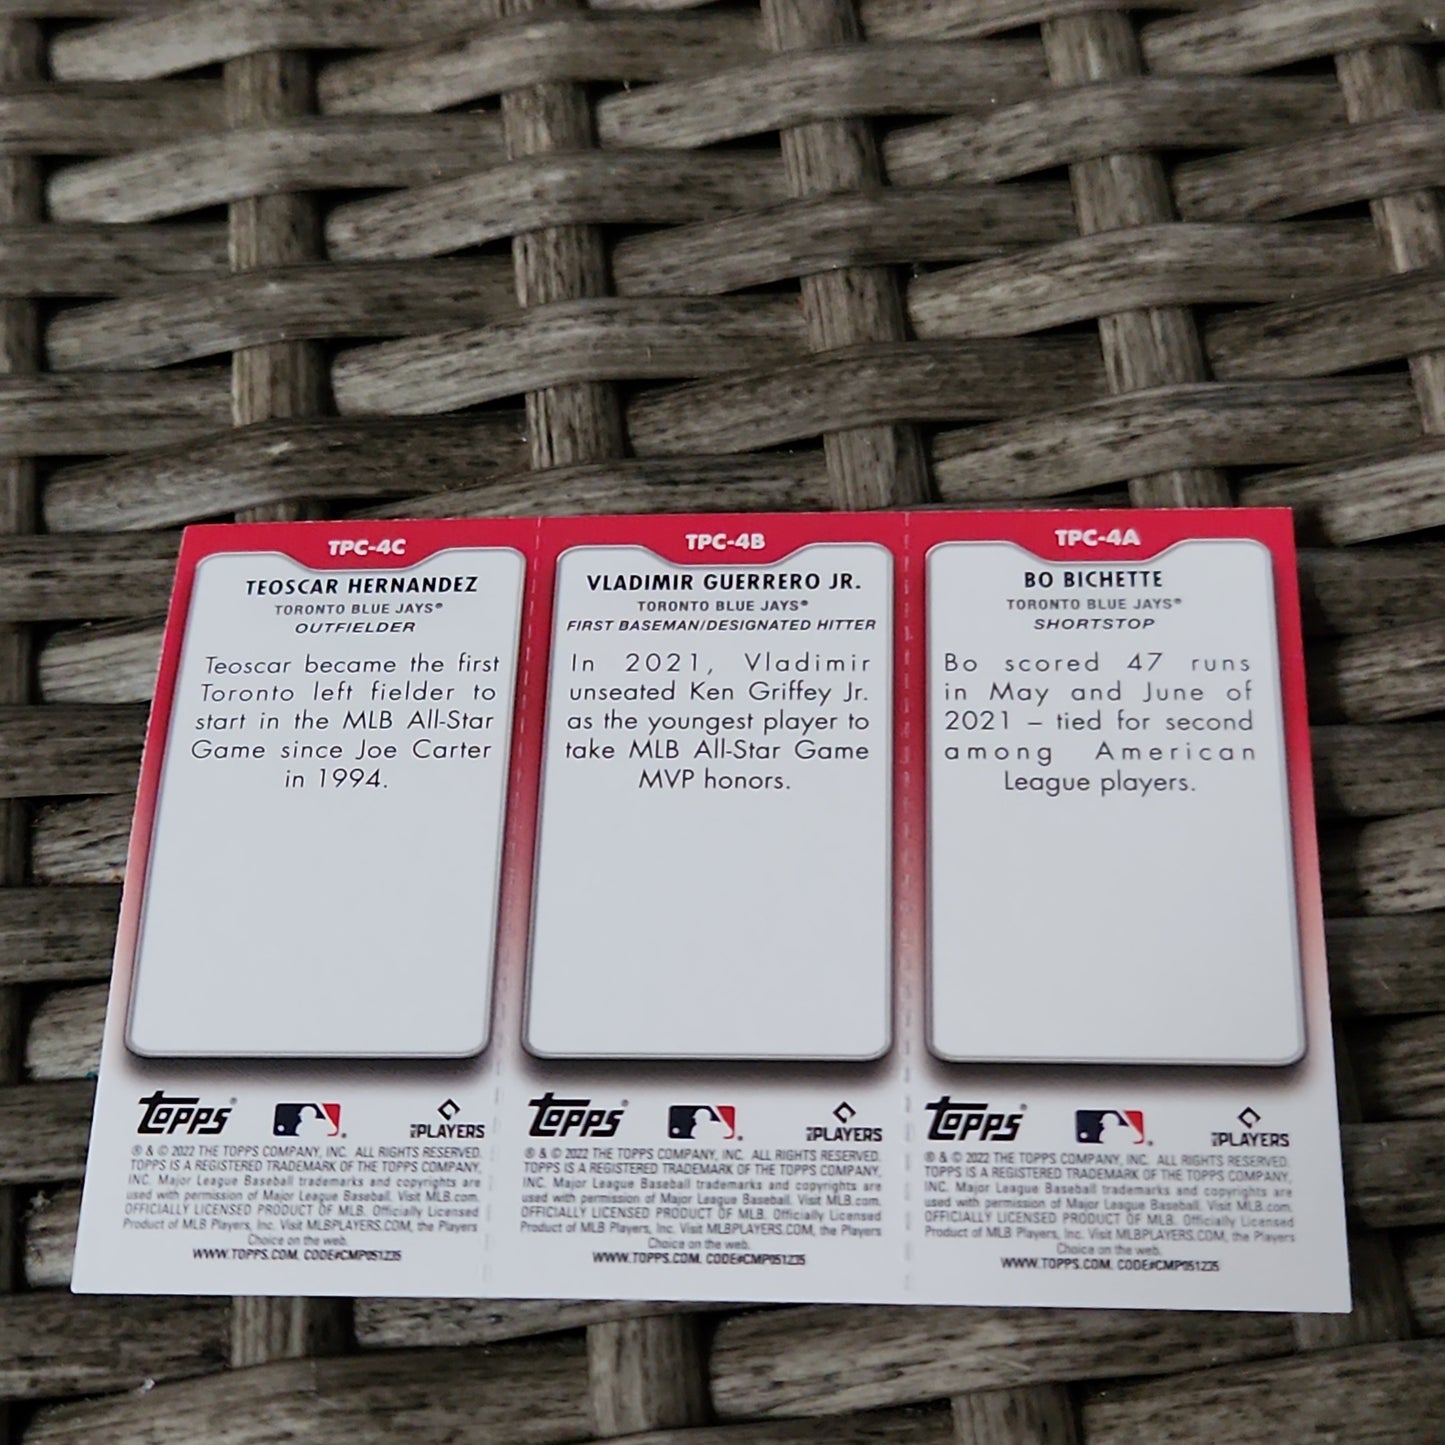 TPC-4C
TEOSCAR HERNANDEZ
TORONTO BLUE JAYS®
OUTFIELDER
Teoscar became the first
Toronto left fielder to
start in the MLB All-Star
Game since Joe Carter
in 1994.
TOPPS®
MLB PLAYERS
® & © 2022 THE TOPPS COMPANY, INC. ALL RIGHTS RESERVED.
TOPPS IS A REGISTERED TRADEMARK OF THE TOPPS COMPANY,
INC. Major League Baseball trademarks and copyrights are
used with permission of Major League Baseball. Visit MLB.com.
OFFICIALLY LICENSED PRODUCT OF MLB. Officially Licensed
Product of MLB Players, Inc. Visit MLBPLAYERS.COM, the Players
Choice on the web.
WWW.TOPPS.COM. CODE#CMP051235
TPC-4B
VLADIMIR GUERRERO JR.
TORONTO BLUE JAYS®
FIRST BASEMAN/DESIGNATED HITTER
In 2021, Vladimir
unseated Ken Griffey Jr.
as the youngest player to
take MLB All-Star Game
MVP honors.
TOPPS®
MLB PLAYERS
® & © 2022 THE TOPPS COMPANY, INC. ALL RIGHTS RESERVED.
TOPPS IS A REGISTERED TRADEMARK OF THE TOPPS COMPANY,
INC. Major League Baseball trademarks and copyrights are
used with permission of Major League Baseball. Visit MLB.com.
OFFICIALLY LICENSED PRODUCT OF MLB. Officially Licensed
Product of MLB Players, Inc. Visit MLBPLAYERS.COM, the Players
Choice on the web.
WWW.TOPPS.COM. CODE#CMP051235
TPC-4A
BO BICHETTE
TORONTO BLUE JAYS®
SHORTSTOP
Bo scored 47 runs
in May and June of
2021 – tied for second
among American
League players.
TOPPS®
MLB PLAYERS
® & © 2022 THE TOPPS COMPANY, INC. ALL RIGHTS RESERVED.
TOPPS IS A REGISTERED TRADEMARK OF THE TOPPS COMPANY,
INC. Major League Baseball trademarks and copyrights are
used with permission of Major League Baseball. Visit MLB.com.
OFFICIALLY LICENSED PRODUCT OF MLB. Officially Licensed
Product of MLB Players, Inc. Visit MLBPLAYERS.COM, the Players
Choice on the web.
WWW.TOPPS.COM. CODE#CMP051235